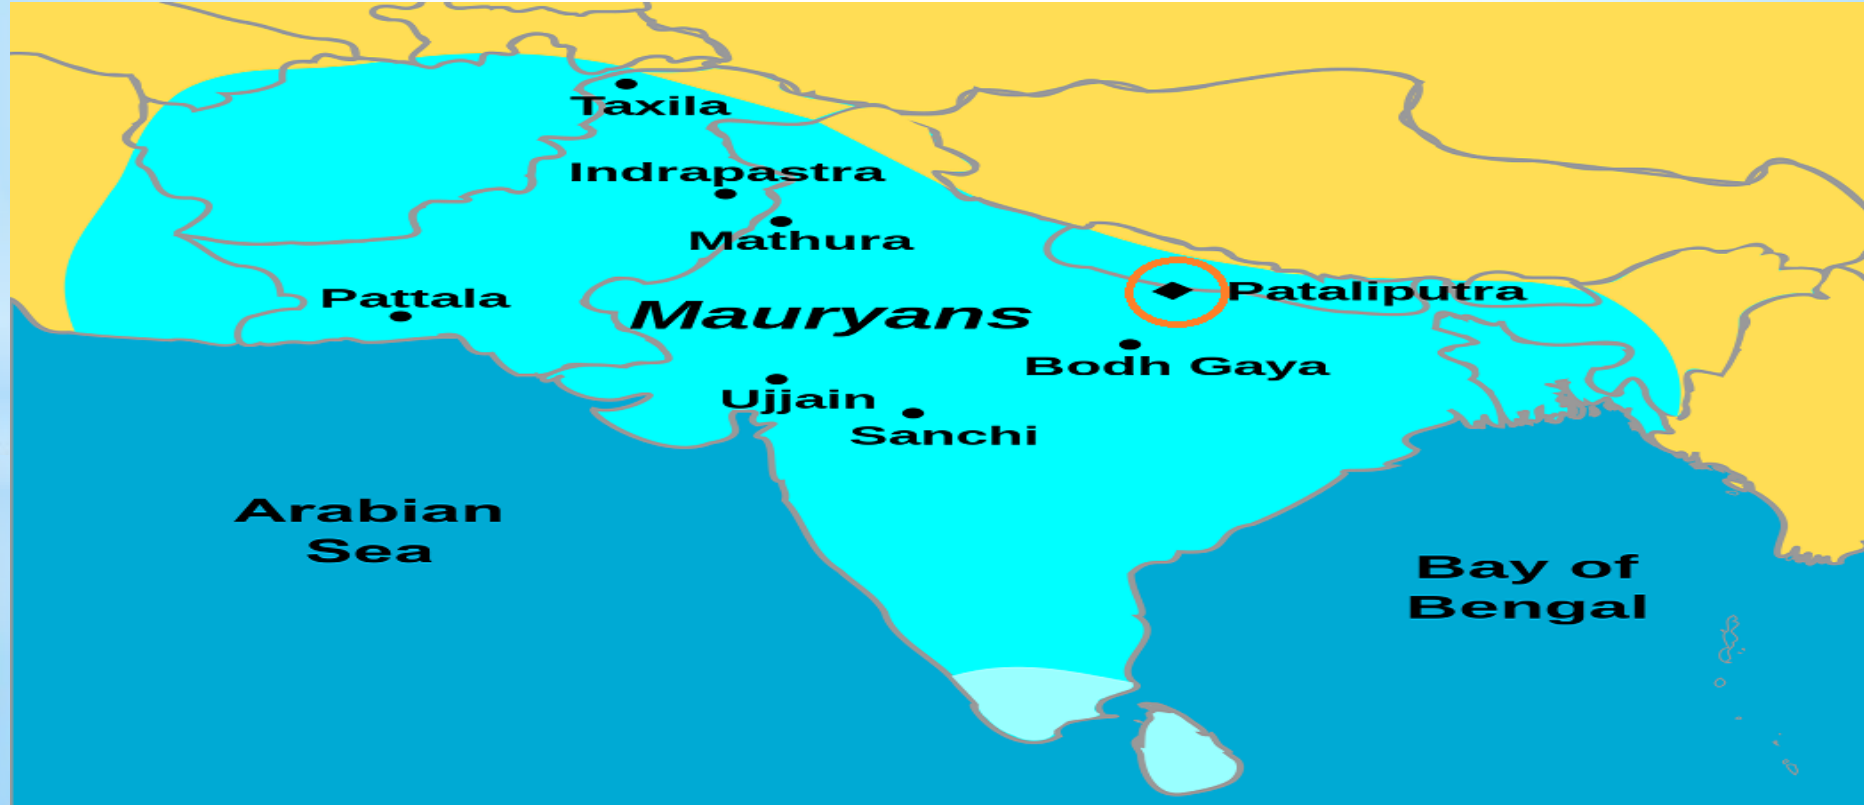 Taxila
Indrapastra
Mathura
Pattala
Mauryans
Pataliputra
Bodh Gaya
Ujjain
Sanchi
Arabian
Sea
Bay of
Bengal